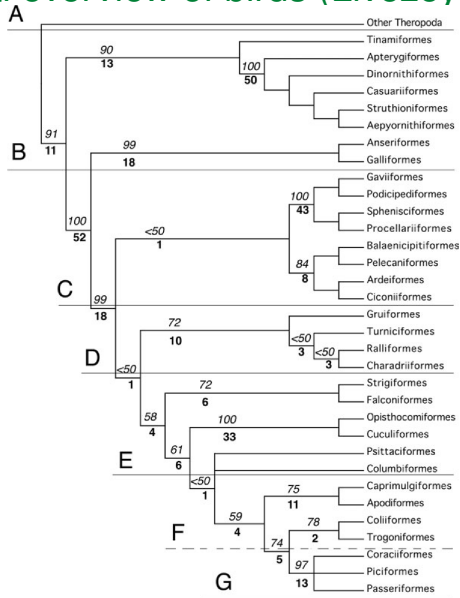 overview of birds (Livezey
A
Other Theropoda
Tinamiformes
90
13
Apterygiformes
100
50
Dinornithiformes
Casuariiformes
Struthioniformes
Aepyornithiformes
91
11
B
99
18
Anseriformes
Galliformes
Gaviiformes
100
43
Podicipediformes
Sphenisciformes
100
52
<50
1
Procellariiformes
Balaenicipitiformes
84
8
Pelecaniformes
Ardeiformes
C
Ciconiiformes
99
18
Gruiformes
72
10
Turniciformes
<50
3
Ralliformes
<50
3
D
Charadriiformes
<50
1
Strigiformes
72
6
Falconiformes
58
4
Opisthocomiformes
100
33
Cuculiformes
61
6
Psittaciformes
E
Columbiformes
<50
1
Caprimulgiformes
75
11
Apodiformes
59
4
Coliiformes
78
2
F
Trogoniformes
74
5
Coraciiformes
97
13
Piciformes
G
Passeriformes